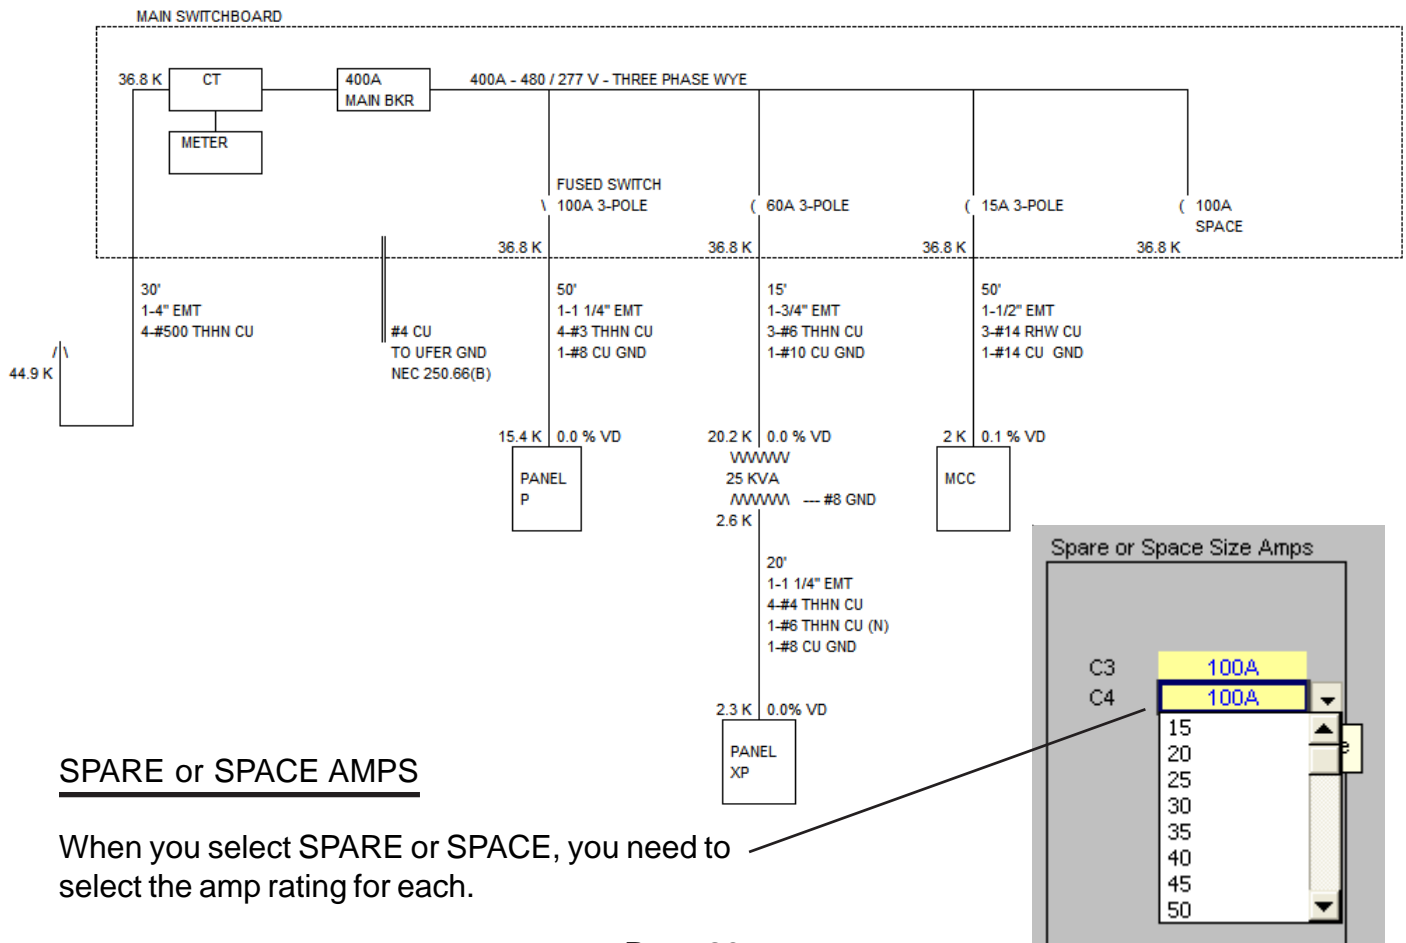 MAIN SWITCHBOARD
36.8 K
CT
METER
400A
MAIN BKR
400A - 480 / 277 V - THREE PHASE WYE
FUSED SWITCH
\ 100A 3-POLE
( 60A 3-POLE
( 15A 3-POLE
( 100A
SPACE
36.8 K
36.8 K
36.8 K
36.8 K
30'
1-4" EMT
4-#500 THHN CU
/ \
44.9 K
#4 CU
TO UFER GND
NEC 250.66(B)
50'
1-1 1/4" EMT
4-#3 THHN CU
1-#8 CU GND
15'
1-3/4" EMT
3-#6 THHN CU
1-#10 CU GND
50'
1-1/2" EMT
3-#14 RHW CU
1-#14 CU GND
15.4 K 0.0 % VD
PANEL
P
20.2 K 0.0 % VD
25 KVA
--- #8 GND
2.6 K
20'
1-1 1/4" EMT
4-#4 THHN CU
1-#6 THHN CU (N)
1-#8 CU GND
2.3 K 0.0% VD
PANEL
XP
2 K 0.1 % VD
MCC
Spare or Space Size Amps
C3 100A
C4 100A
15
20
25
30
35
40
45
50
e
SPARE or SPACE AMPS
When you select SPARE or SPACE, you need to
select the amp rating for each.